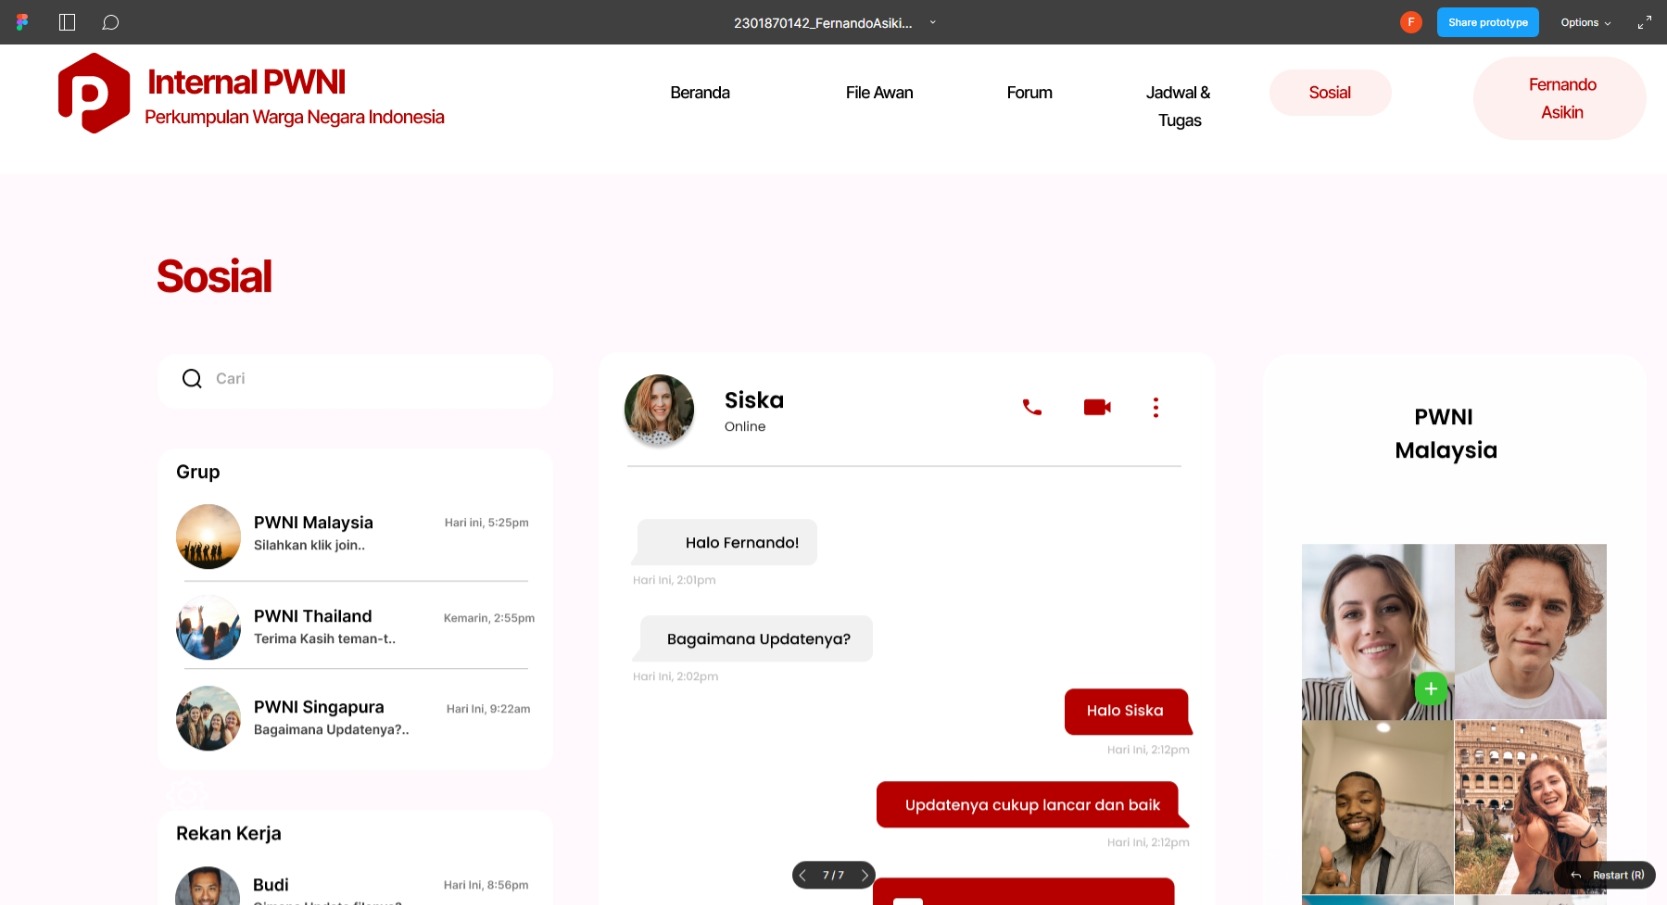 2301870142_FernandoAsiki...
F
Share prototype
Options
Internal PWNI
Perkumpulan Warga Negara Indonesia
Beranda
File Awan
Forum
Jadwal &
Tugas
Sosial
Fernando
Asikin
Sosial
Cari
Grup
PWNI Malaysia
Hari ini, 5:25pm
Silahkan klik join..
PWNI Thailand
Kemarin, 2:55pm
Terima Kasih teman-t..
PWNI Singapura
Hari Ini, 9:22am
Bagaimana Updatenya?..
Rekan Kerja
Budi
Hari Ini, 8:56pm
Siska
Online
Halo Fernando!
Hari Ini, 2:01pm
Bagaimana Updatenya?
Hari Ini, 2:02pm
Halo Siska
Hari Ini, 2:12pm
Updatenya cukup lancar dan baik
Hari Ini, 2:12pm
PWNI
Malaysia
7 / 7
Restart (R)